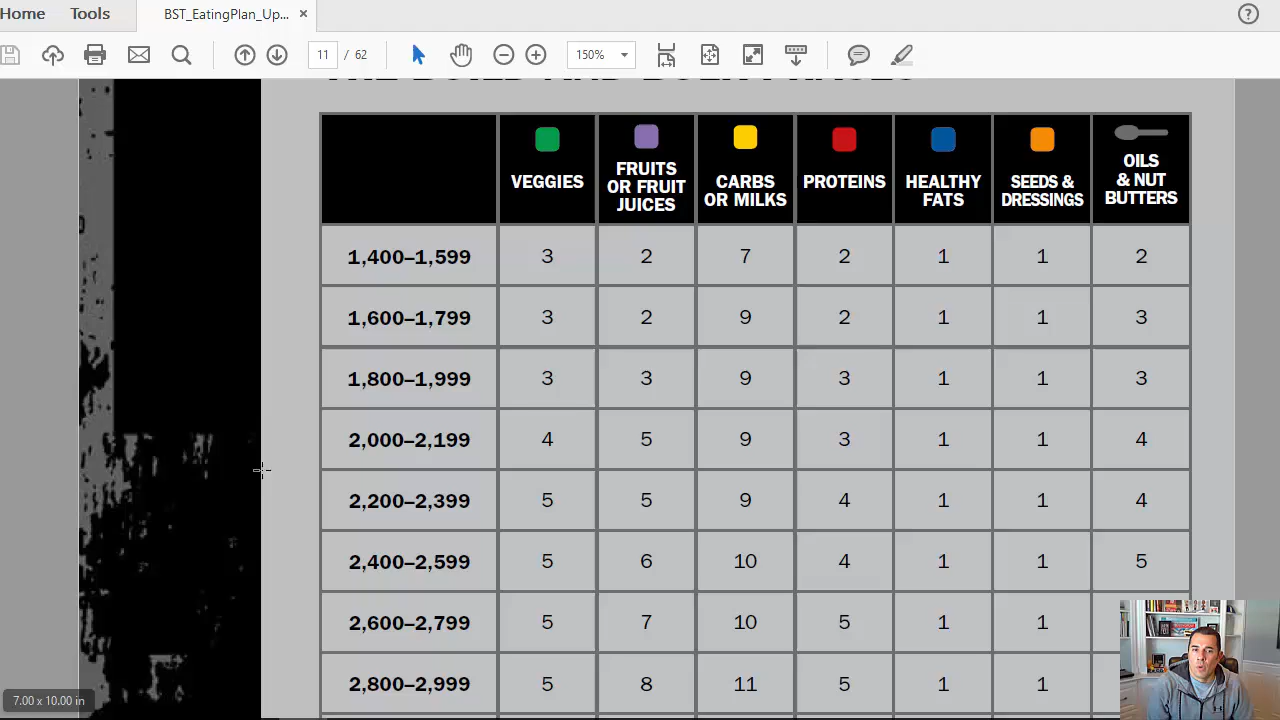 Home Tools BST_EatingPlan_Up... ×
11 / 62 150%
VEGGIES
FRUITS
OR FRUIT
JUICES
CARBS
OR MILKS
PROTEINS
HEALTHY
FATS
SEEDS &
DRESSINGS
OILS
& NUT
BUTTERS
1,400–1,599 3 2 7 2 1 1 2
1,600–1,799 3 2 9 2 1 1 3
1,800–1,999 3 3 9 3 1 1 3
2,000–2,199 4 5 9 3 1 1 4
2,200–2,399 5 5 9 4 1 1 4
2,400–2,599 5 6 10 4 1 1 5
2,600–2,799 5 7 10 5 1 1
2,800–2,999 5 8 11 5 1 1
7.00 x 10.00 in